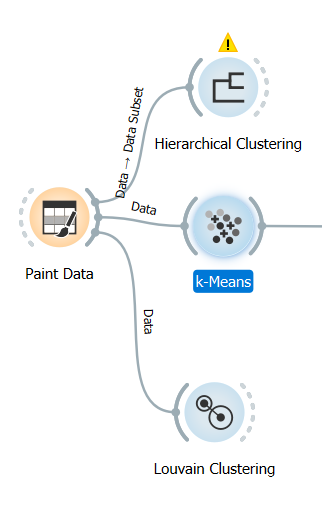 Hierarchical Clustering
Data → Data Subset
Data
Paint Data
k-Means
Data
Louvain Clustering